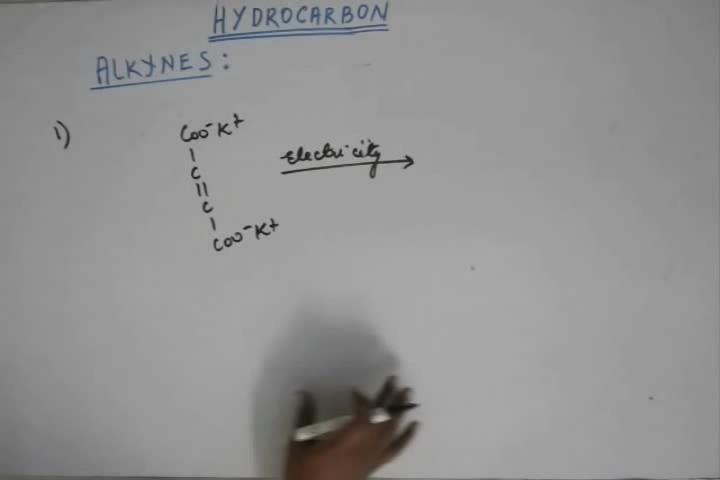 HYDROCARBON
ALKYNES:
1)
COO⁻K⁺
|
C
||
C
|
COO⁻K⁺
electricity